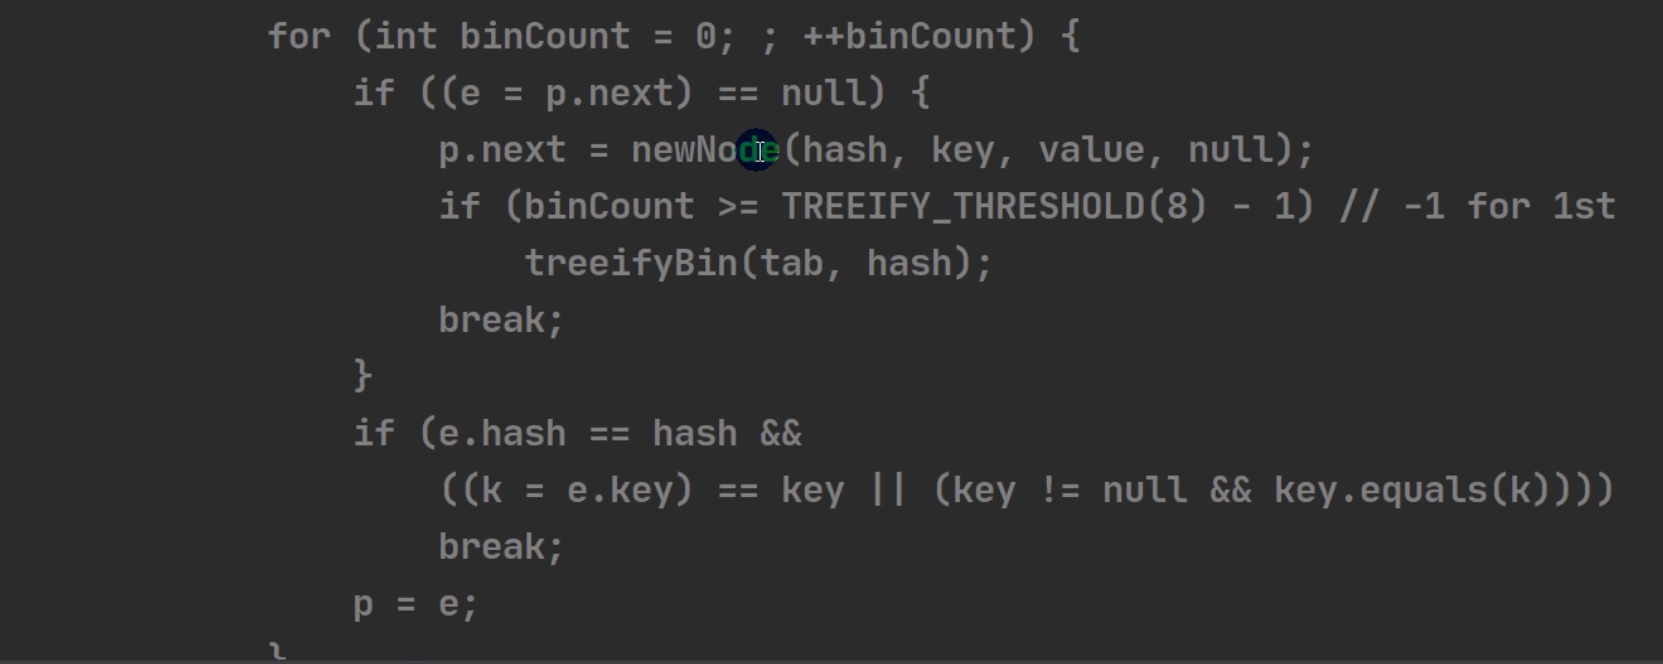 for (int binCount = 0; ; ++binCount) {
if ((e = p.next) == null) {
p.next = newNode(hash, key, value, null);
if (binCount >= TREEIFY_THRESHOLD(8) - 1) // -1 for 1st
treeifyBin(tab, hash);
break;
}
if (e.hash == hash &&
((k = e.key) == key || (key != null && key.equals(k))))
break;
p = e;
}